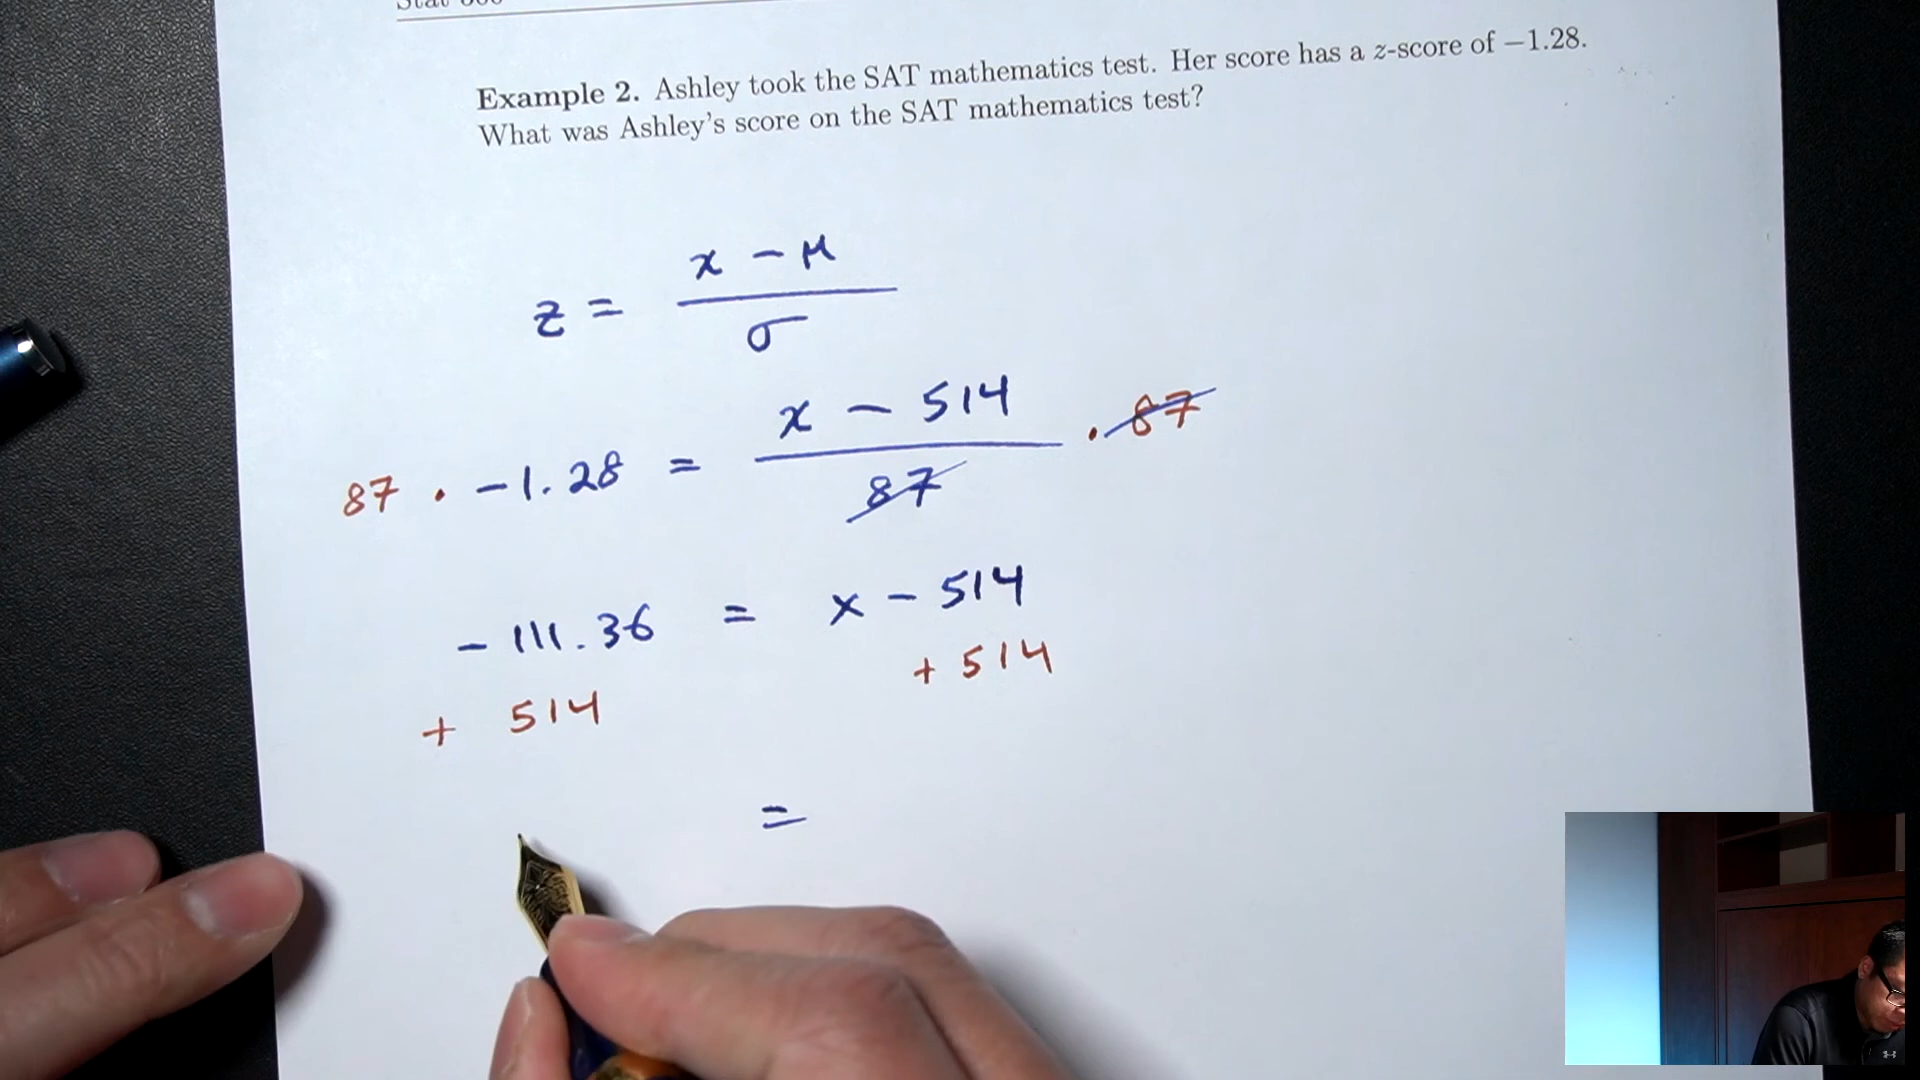 Example 2. Ashley took the SAT mathematics test. Her score has a z-score of −1.28.
What was Ashley's score on the SAT mathematics test?
z = (x − μ) / σ
87 · −1.28 = (x − 514) / 87 · 87
−111.36 = x − 514
+ 514 + 514
=